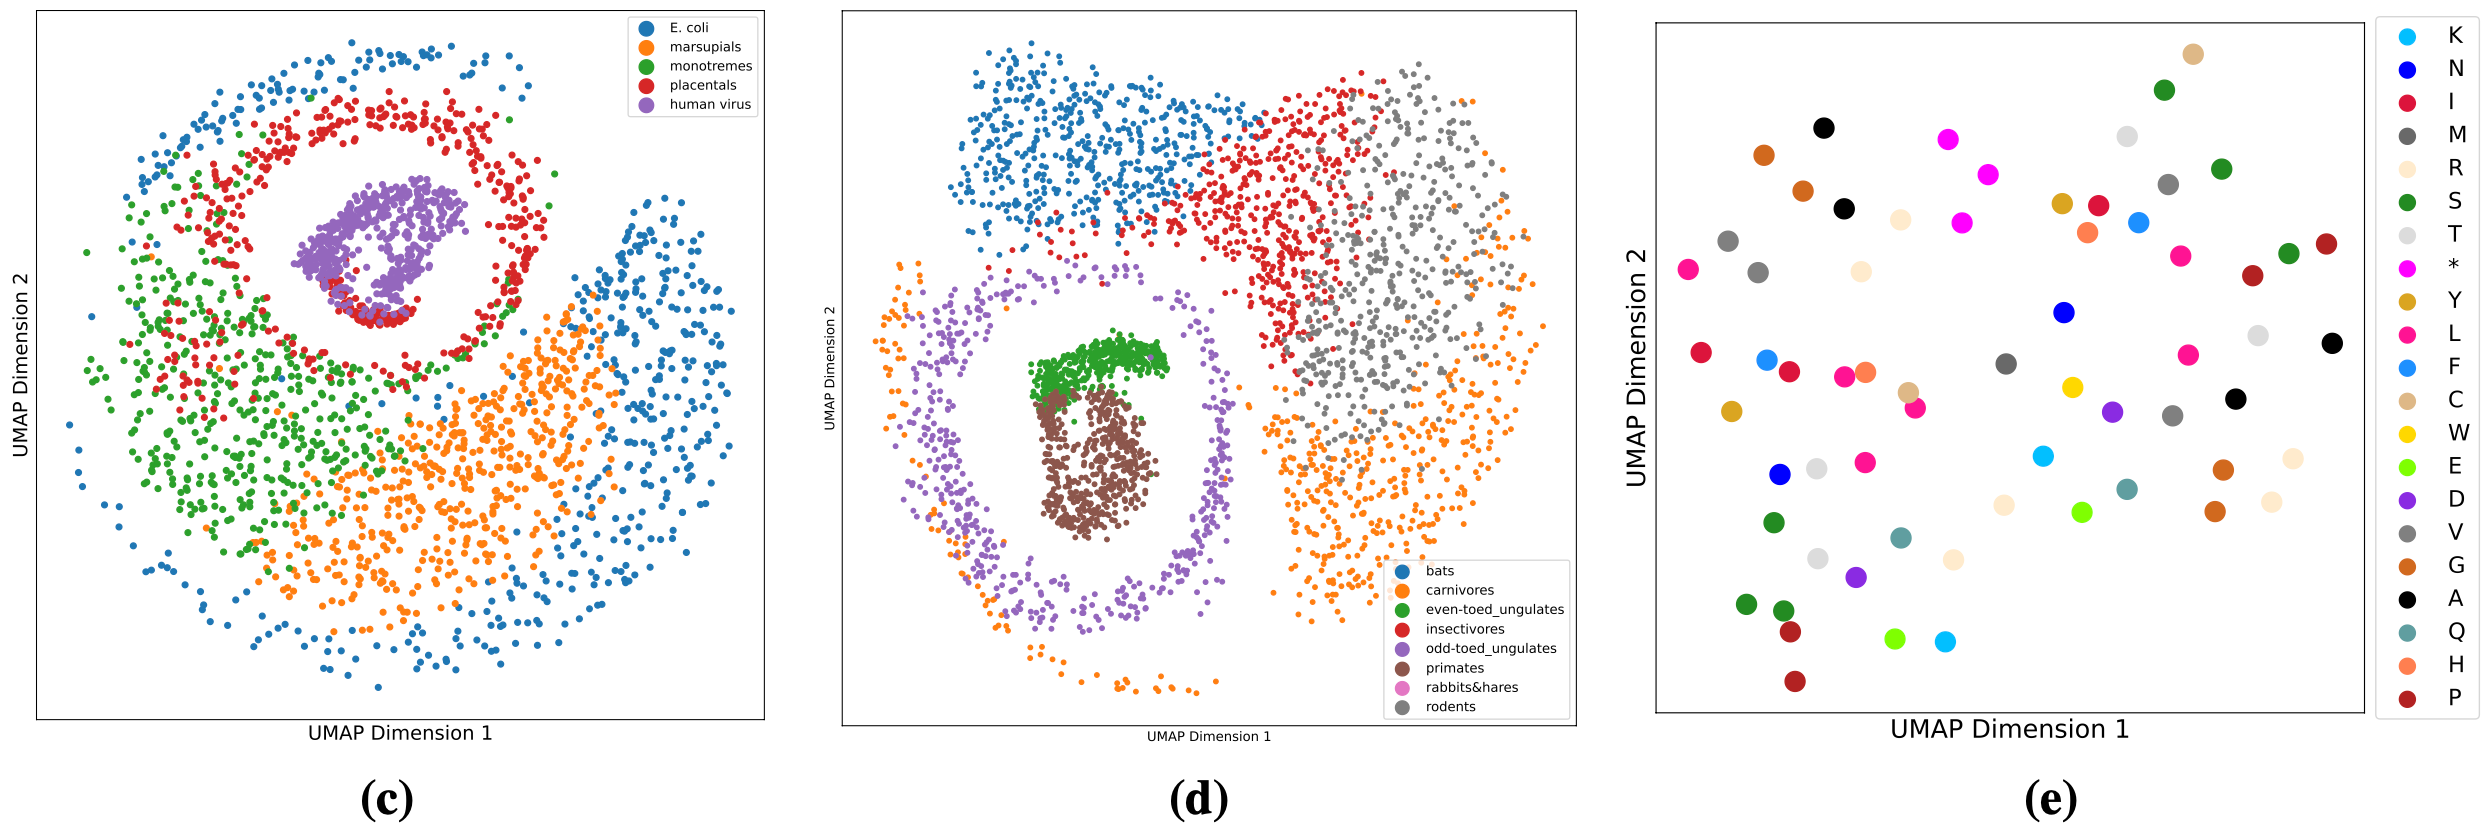 E. coli
marsupials
monotremes
placentals
human virus
UMAP Dimension 2
UMAP Dimension 1
(c)
UMAP Dimension 2
bats
carnivores
even-toed_ungulates
insectivores
odd-toed_ungulates
primates
rabbits&hares
rodents
UMAP Dimension 1
(d)
UMAP Dimension 2
UMAP Dimension 1
K
N
I
M
R
S
T
*
Y
L
F
C
W
E
D
V
G
A
Q
H
P
(e)